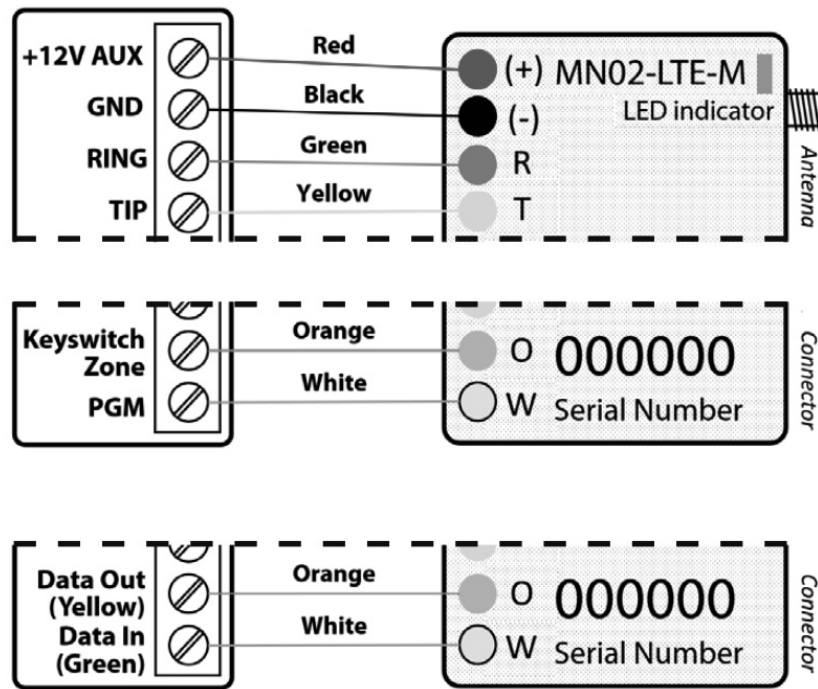 +12V AUX Red (+) MN02-LTE-M
GND Black (-) LED indicator
RING Green R
TIP Yellow T
Antenna
Keyswitch Zone Orange O 000000
PGM White W Serial Number
Connector
Data Out (Yellow) Orange O 000000
Data In (Green) White W Serial Number
Connector